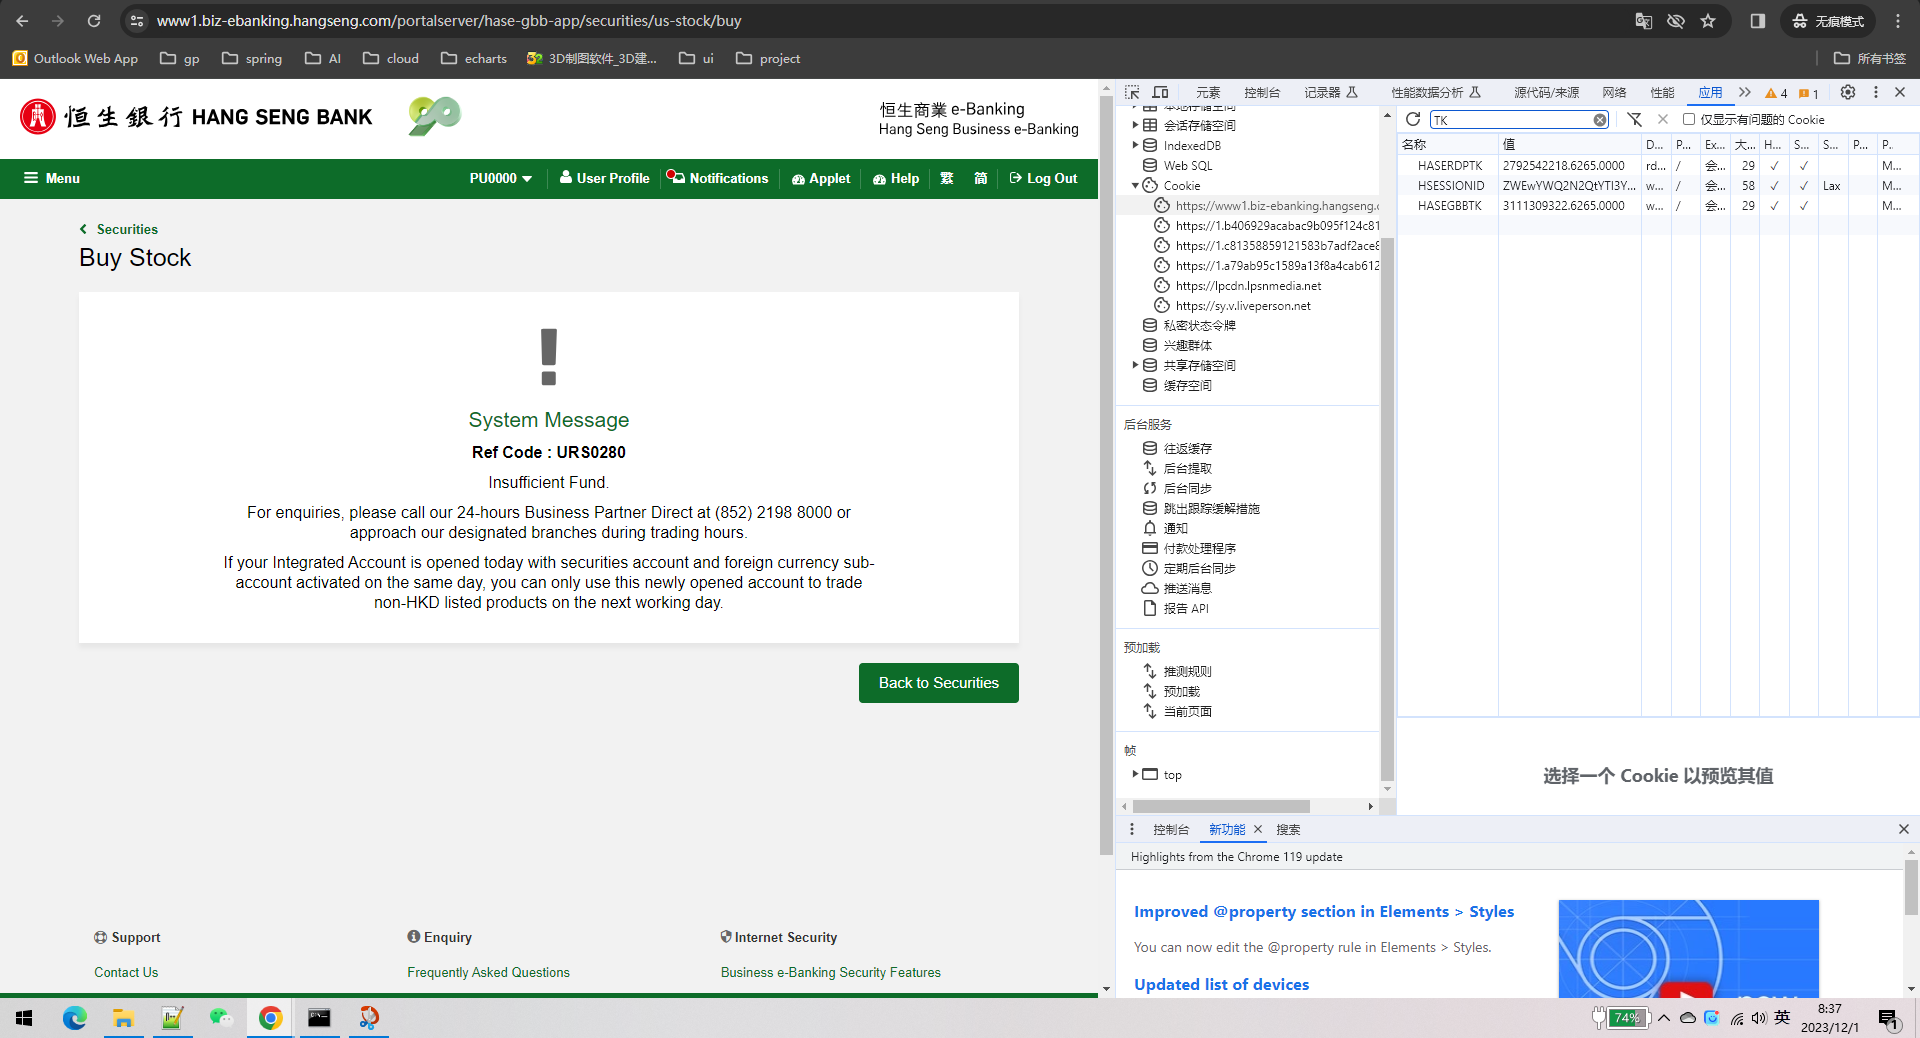 www1.biz-ebanking.hangseng.com/portalserver/hase-gbb-app/securities/us-stock/buy
无痕模式
Outlook Web App
gp
spring
AI
cloud
echarts
3D制图软件_3D建...
ui
project
所有书签
恒生銀行 HANG SENG BANK
90
恒生商業 e-Banking
Hang Seng Business e-Banking
Menu
PU0000
User Profile
Notifications
Applet
Help
繁
简
Log Out
Securities
Buy Stock
System Message
Ref Code : URS0280
Insufficient Fund.
For enquiries, please call our 24-hours Business Partner Direct at (852) 2198 8000 or
approach our designated branches during trading hours.
If your Integrated Account is opened today with securities account and foreign currency sub-
account activated on the same day, you can only use this newly opened account to trade
non-HKD listed products on the next working day.
Back to Securities
Support
Enquiry
Internet Security
Contact Us
Frequently Asked Questions
Business e-Banking Security Features
元素
控制台
记录器
性能数据分析
源代码/来源
网络
性能
应用
4
1
本地存储空间
会话存储空间
IndexedDB
Web SQL
Cookie
https://www1.biz-ebanking.hangseng.c
https://1.b406929acabac9b095f124c81
https://1.c81358859121583b7adf2ace8
https://1.a79ab95c1589a13f8a4cab612
https://lpcdn.lpsnmedia.net
https://sy.v.liveperson.net
私密状态令牌
兴趣群体
共享存储空间
缓存空间
后台服务
往返缓存
后台提取
后台同步
跳出跟踪缓解措施
通知
付款处理程序
定期后台同步
推送消息
报告 API
预加载
推测规则
预加载
当前页面
帧
top
TK
仅显示有问题的 Cookie
名称 值 D... P... Ex... 大... H... S... S... P... P.
HASERDPTK 2792542218.6265.0000 rd... / 会... 29 ✓ ✓ M...
HSESSIONID ZWEwYWQ2N2QtYTI3Y... w... / 会... 58 ✓ ✓ Lax M...
HASEGBBTK 3111309322.6265.0000 w... / 会... 29 ✓ ✓ M...
选择一个 Cookie 以预览其值
控制台
新功能
搜索
Highlights from the Chrome 119 update
Improved @property section in Elements > Styles
You can now edit the @property rule in Elements > Styles.
Updated list of devices
74%
英
8:37
2023/12/1
1